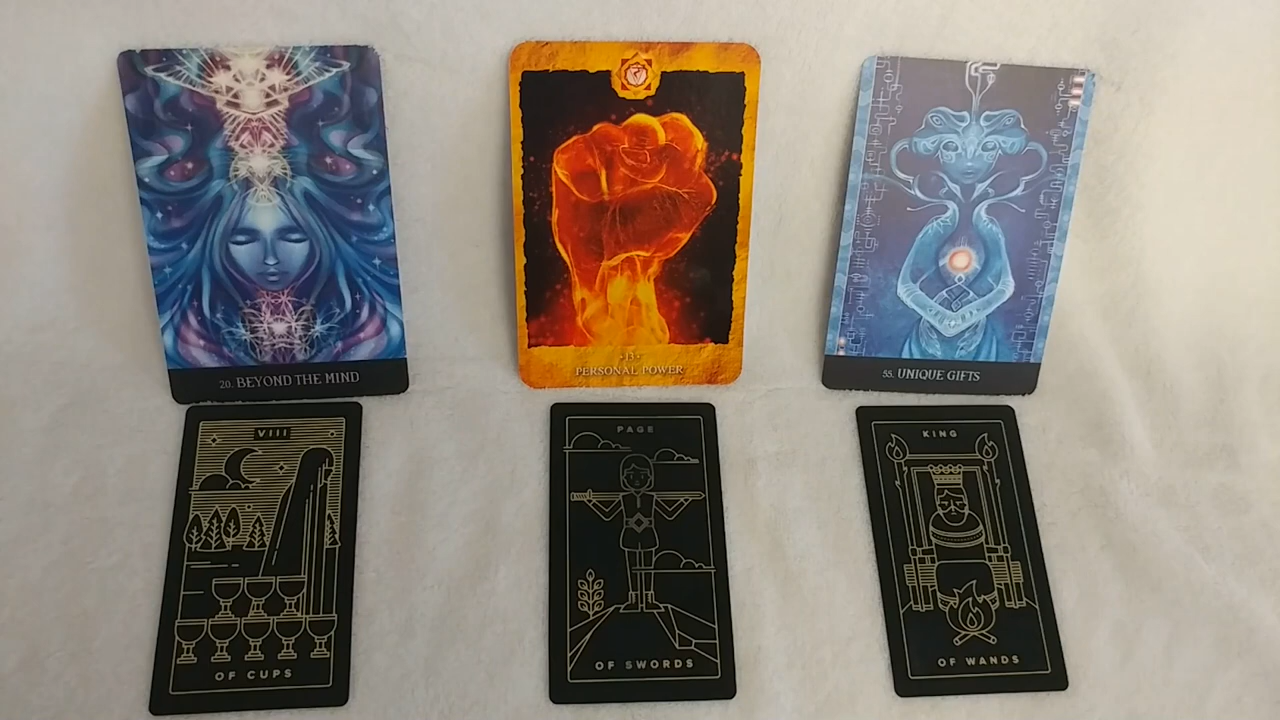 20. BEYOND THE MIND
13
PERSONAL POWER
55. UNIQUE GIFTS
VIII
OF CUPS
PAGE
OF SWORDS
KING
OF WANDS